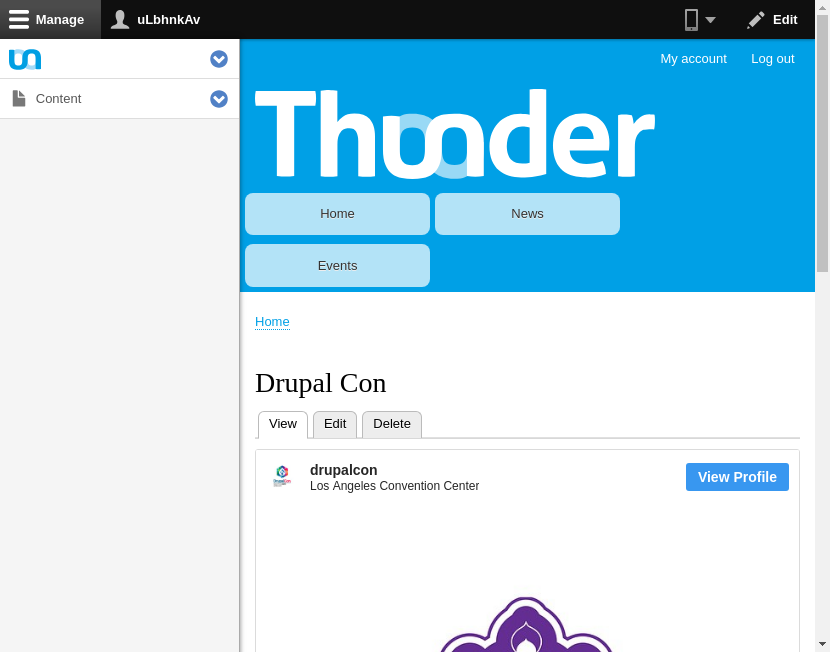 Manage
uLbhnkAv
Edit
Content
My account
Log out
Thunder
Home
News
Events
Home
Drupal Con
View
Edit
Delete
drupalcon
Los Angeles Convention Center
View Profile